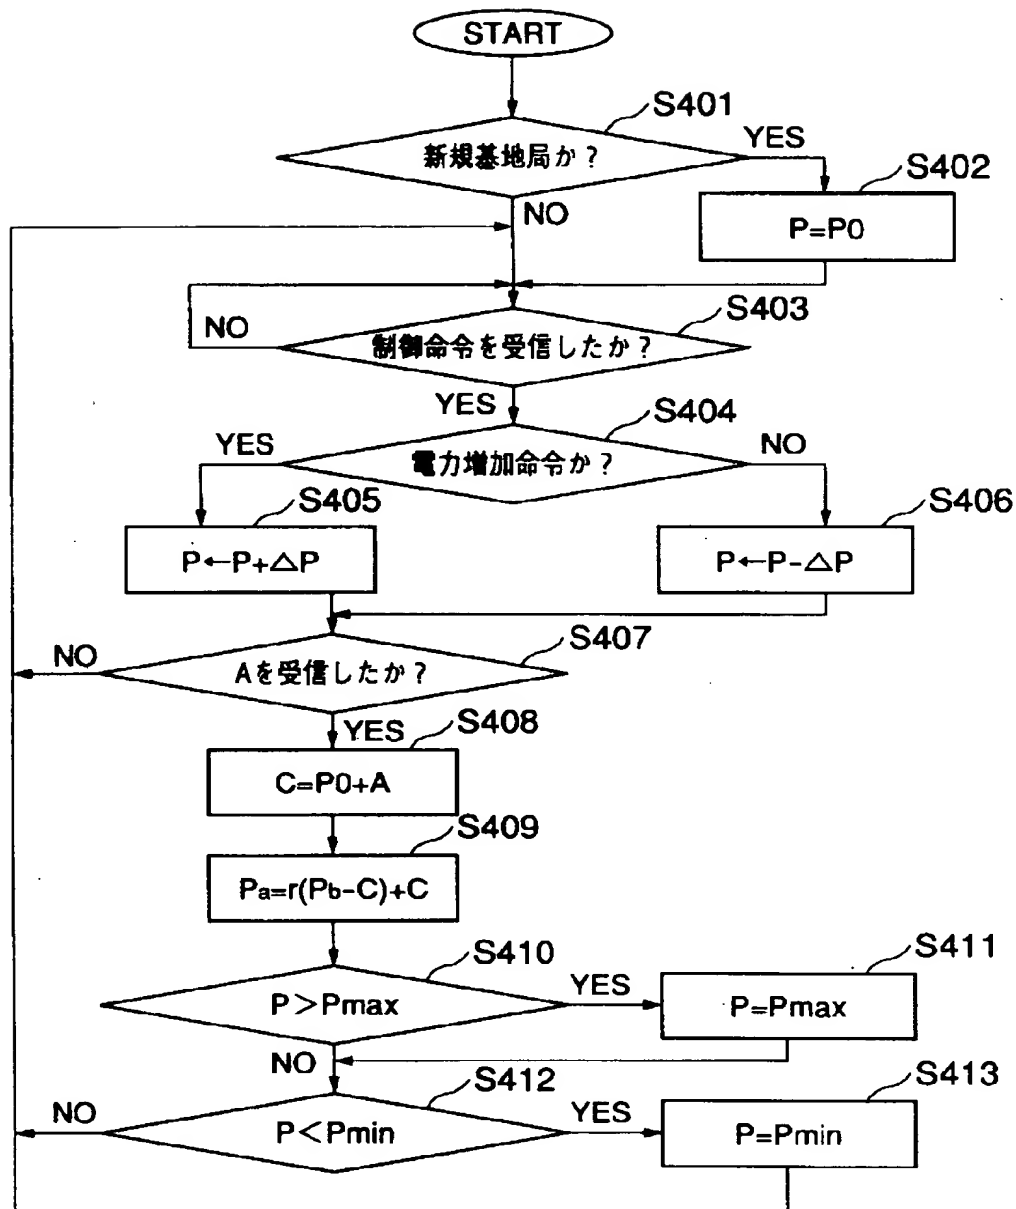 START
S401
新規基地局か?
YES
S402
NO
P=P0
S403
NO
制御命令を受信したか?
YES
S404
YES
電力増加命令か?
NO
S405
S406
P←P+△P
P←P-△P
S407
NO
Aを受信したか?
YES
S408
C=P0+A
S409
Pa=r(Pb-C)+C
S410
S411
P>Pmax
YES
P=Pmax
NO
S412
S413
NO
P<Pmin
YES
P=Pmin